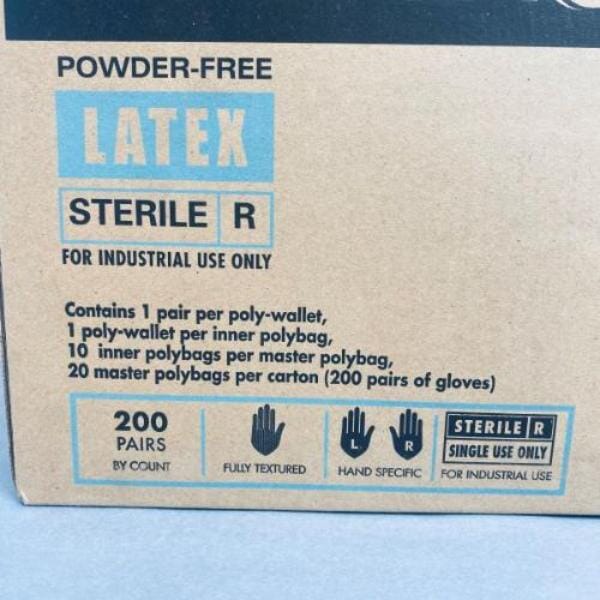 POWDER-FREE
LATEX
STERILE R
FOR INDUSTRIAL USE ONLY
Contains 1 pair per poly-wallet,
1 poly-wallet per inner polybag,
10 inner polybags per master polybag,
20 master polybags per carton (200 pairs of gloves)
200
PAIRS
BY COUNT
FULLY TEXTURED
L R
HAND SPECIFIC
STERILE R
SINGLE USE ONLY
FOR INDUSTRIAL USE